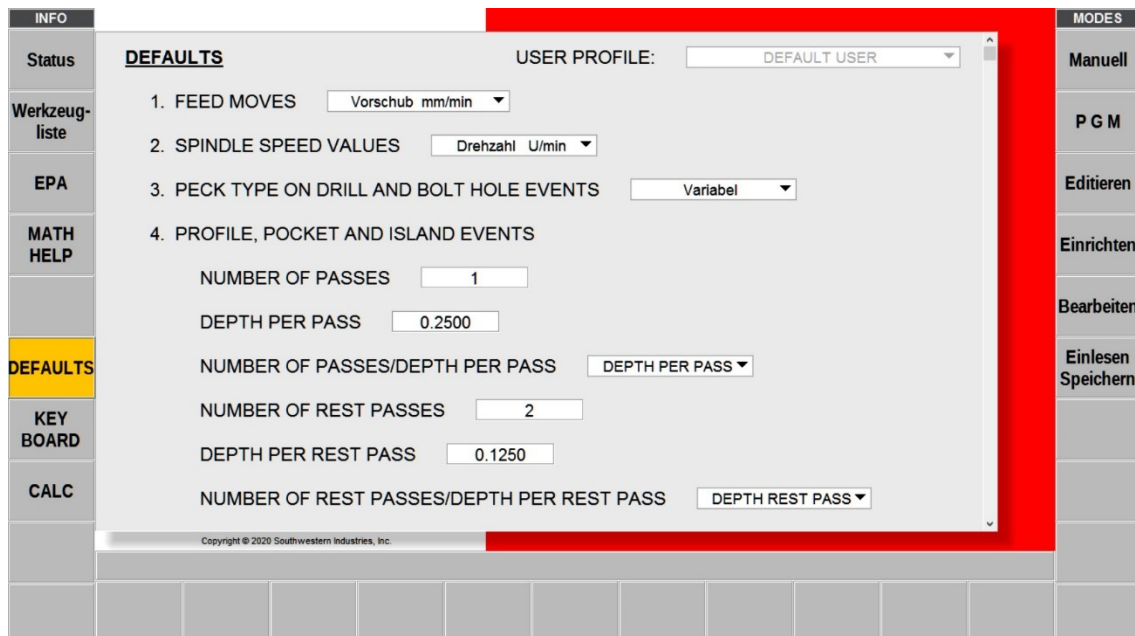 INFO
MODES
Status
Werkzeug-
liste
EPA
MATH
HELP
DEFAULTS
KEY
BOARD
CALC
DEFAULTS
USER PROFILE: DEFAULT USER
1. FEED MOVES Vorschub mm/min
2. SPINDLE SPEED VALUES Drehzahl U/min
3. PECK TYPE ON DRILL AND BOLT HOLE EVENTS Variabel
4. PROFILE, POCKET AND ISLAND EVENTS
NUMBER OF PASSES 1
DEPTH PER PASS 0.2500
NUMBER OF PASSES/DEPTH PER PASS DEPTH PER PASS
NUMBER OF REST PASSES 2
DEPTH PER REST PASS 0.1250
NUMBER OF REST PASSES/DEPTH PER REST PASS DEPTH REST PASS
Copyright © 2020 Southwestern Industries, Inc.
Manuell
P G M
Editieren
Einrichten
Bearbeiten
Einlesen
Speichern